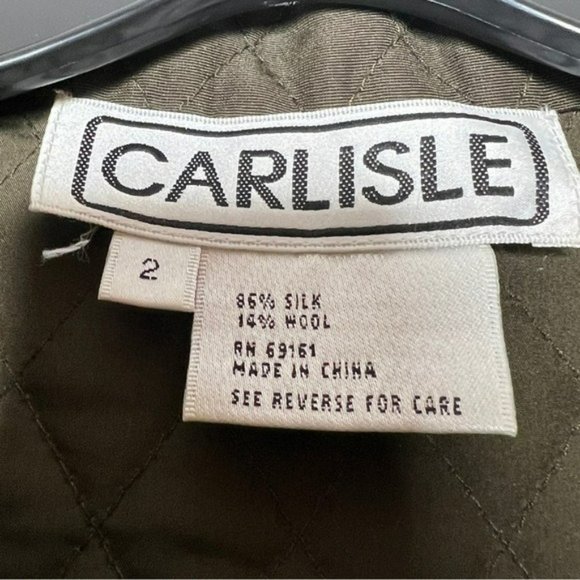 CARLISLE
2
86% SILK
14% WOOL
RN 69161
MADE IN CHINA
SEE REVERSE FOR CARE